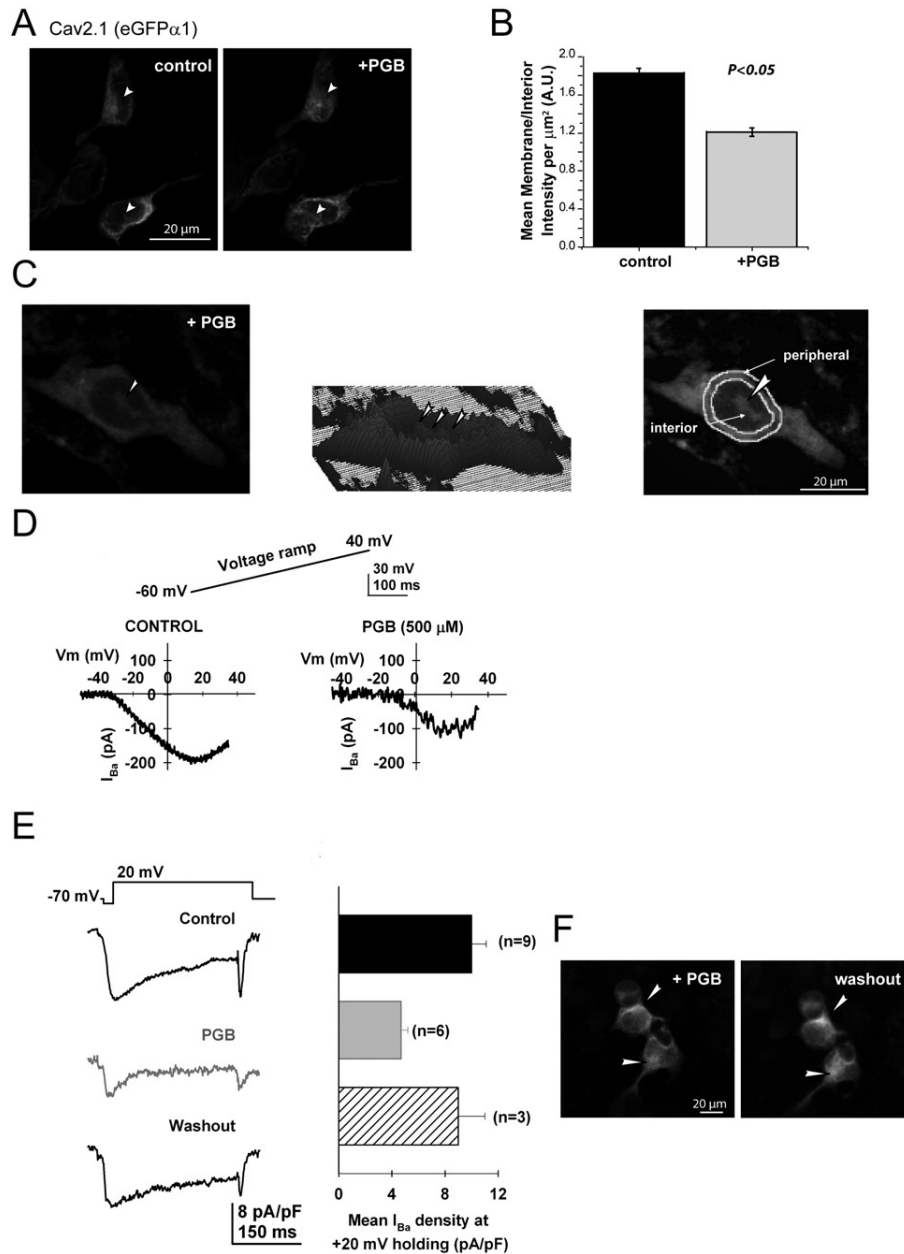 A
Cav2.1 (eGFPα1)
control
+PGB
20 µm
B
Mean Membrane/Interior
Intensity per µm² (A.U.)
2.0
1.6
1.2
0.8
0.4
0.0
P<0.05
control
+PGB
C
+ PGB
peripheral
interior
20 µm
D
Voltage ramp
40 mV
-60 mV
30 mV
100 ms
CONTROL
Vm (mV)
100
-40 -20 0 20 40
-100
-200
I_Ba (pA)
PGB (500 µM)
Vm (mV)
100
-40 -20 0 20 40
-100
-200
I_Ba (pA)
E
20 mV
-70 mV
Control
PGB
Washout
8 pA/pF
150 ms
(n=9)
(n=6)
(n=3)
0 4 8 12
Mean I_Ba density at
+20 mV holding (pA/pF)
F
+ PGB
20 µm
washout